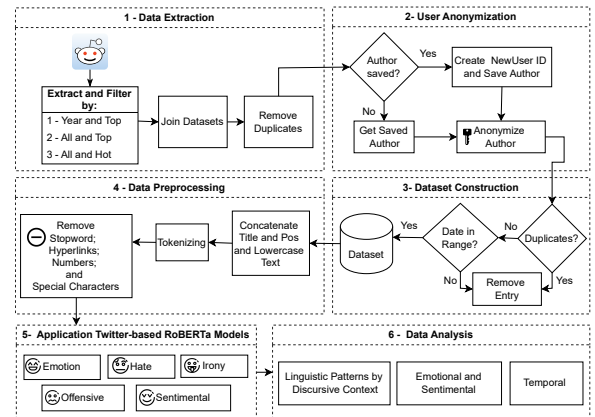 1 - Data Extraction
Extract and Filter
by:
1 - Year and Top
2 - All and Top
3 - All and Hot
Join Datasets
Remove
Duplicates
2- User Anonymization
Author
saved?
Yes
No
Create NewUser ID
and Save Author
Get Saved
Author
Anonymize
Author
3- Dataset Construction
Duplicates?
No
Yes
Date in
Range?
Yes
No
Remove
Entry
Dataset
4 - Data Preprocessing
Concatenate
Title and Pos
and Lowercase
Text
Tokenizing
Remove
Stopword;
Hyperlinks;
Numbers;
and
Special Characters
5- Application Twitter-based RoBERTa Models
Emotion
Hate
Irony
Offensive
Sentimental
6 - Data Analysis
Linguistic Patterns by
Discursive Context
Emotional and
Sentimental
Temporal